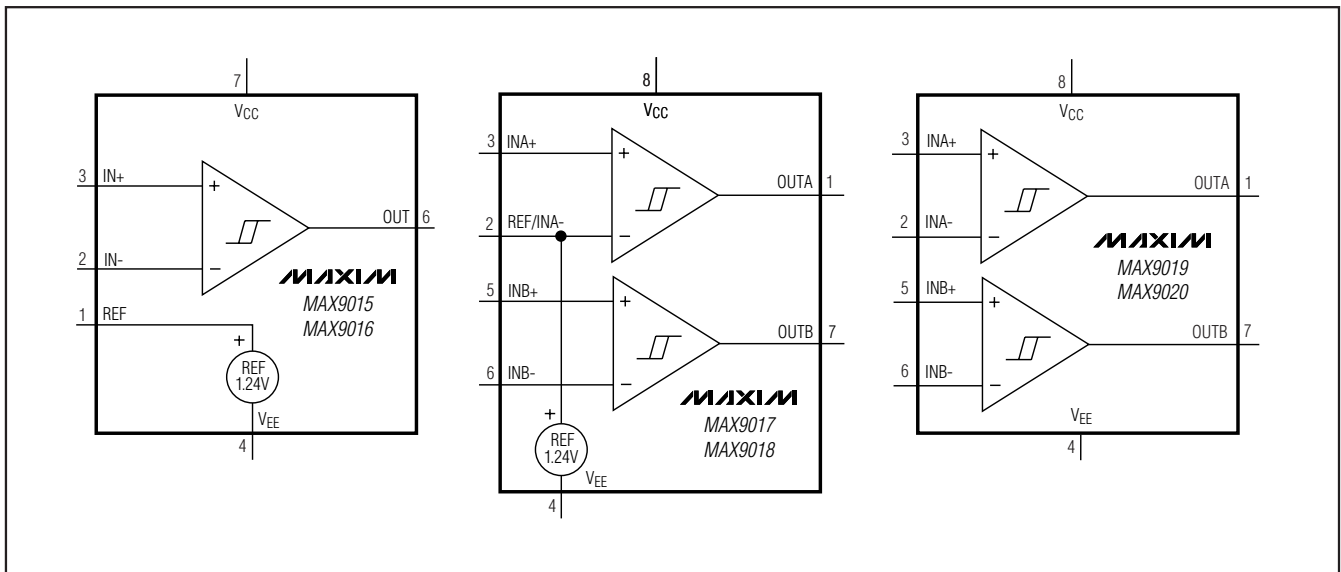 7
VCC
3 IN+
+
OUT 6
2 IN-
−
MAXIM
MAX9015
MAX9016
1 REF
+
REF
1.24V
VEE
4
8
VCC
3 INA+
+
OUTA 1
2 REF/INA-
−
5 INB+
+
OUTB 7
6 INB-
−
MAXIM
MAX9017
MAX9018
+
REF
1.24V
VEE
4
8
VCC
3 INA+
+
OUTA 1
2 INA-
−
MAXIM
MAX9019
MAX9020
5 INB+
+
OUTB 7
6 INB-
−
VEE
4